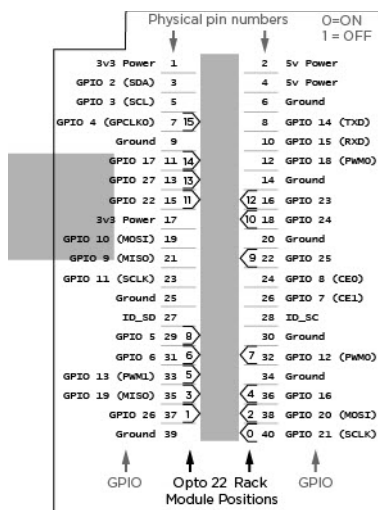 Physical pin numbers
0=ON
1 = OFF
3v3 Power 1 2 5v Power
GPIO 2 (SDA) 3 4 5v Power
GPIO 3 (SCL) 5 6 Ground
GPIO 4 (GPCLK0) 7 15 8 GPIO 14 (TXD)
Ground 9 10 GPIO 15 (RXD)
GPIO 17 11 14 12 GPIO 18 (PWM0)
GPIO 27 13 13 14 Ground
GPIO 22 15 11 12 16 GPIO 23
3v3 Power 17 10 18 GPIO 24
GPIO 10 (MOSI) 19 20 Ground
GPIO 9 (MISO) 21 9 22 GPIO 25
GPIO 11 (SCLK) 23 24 GPIO 8 (CE0)
Ground 25 26 GPIO 7 (CE1)
ID_SD 27 28 ID_SC
GPIO 5 29 8 30 Ground
GPIO 6 31 6 7 32 GPIO 12 (PWM0)
GPIO 13 (PWM1) 33 5 34 Ground
GPIO 19 (MISO) 35 3 4 36 GPIO 16
GPIO 26 37 1 2 38 GPIO 20 (MOSI)
Ground 39 0 40 GPIO 21 (SCLK)
GPIO Opto 22 Rack GPIO
Module Positions